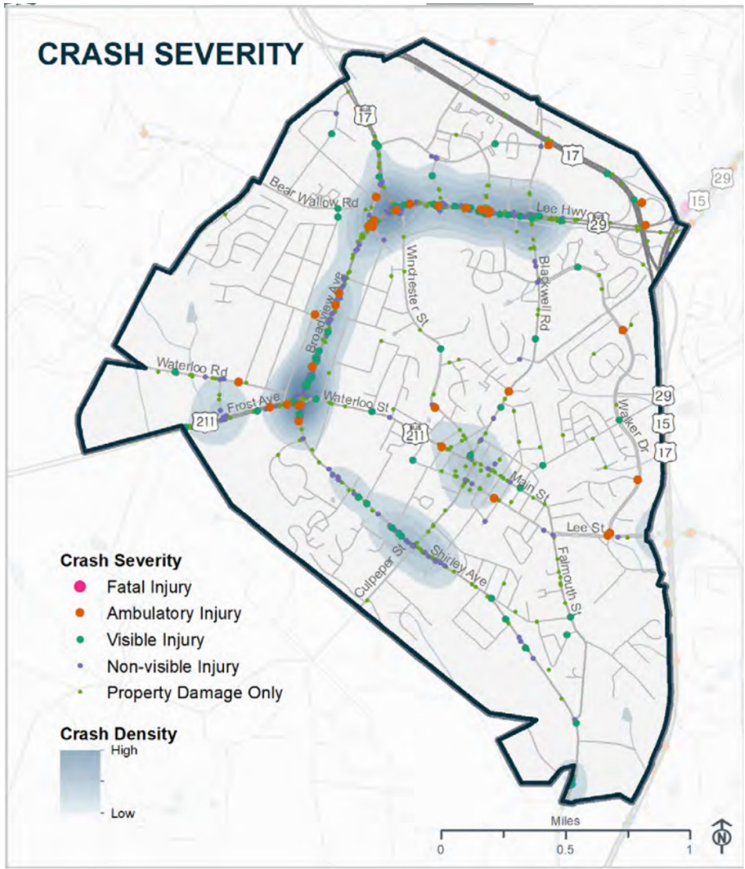 CRASH SEVERITY
17
17
29
15
Bear Wallow Rd
Lee Hwy
29
Winchester St
Blackwell Rd
Broadview Ave
Waterloo Rd
Frost Ave
Waterloo St
211
211
29
15
17
Walker Dr
Main St
Lee St
Shirley Ave
Culpeper St
Falmouth St
Crash Severity
Fatal Injury
Ambulatory Injury
Visible Injury
Non-visible Injury
Property Damage Only
Crash Density
High
Low
Miles
0
0.5
1
N